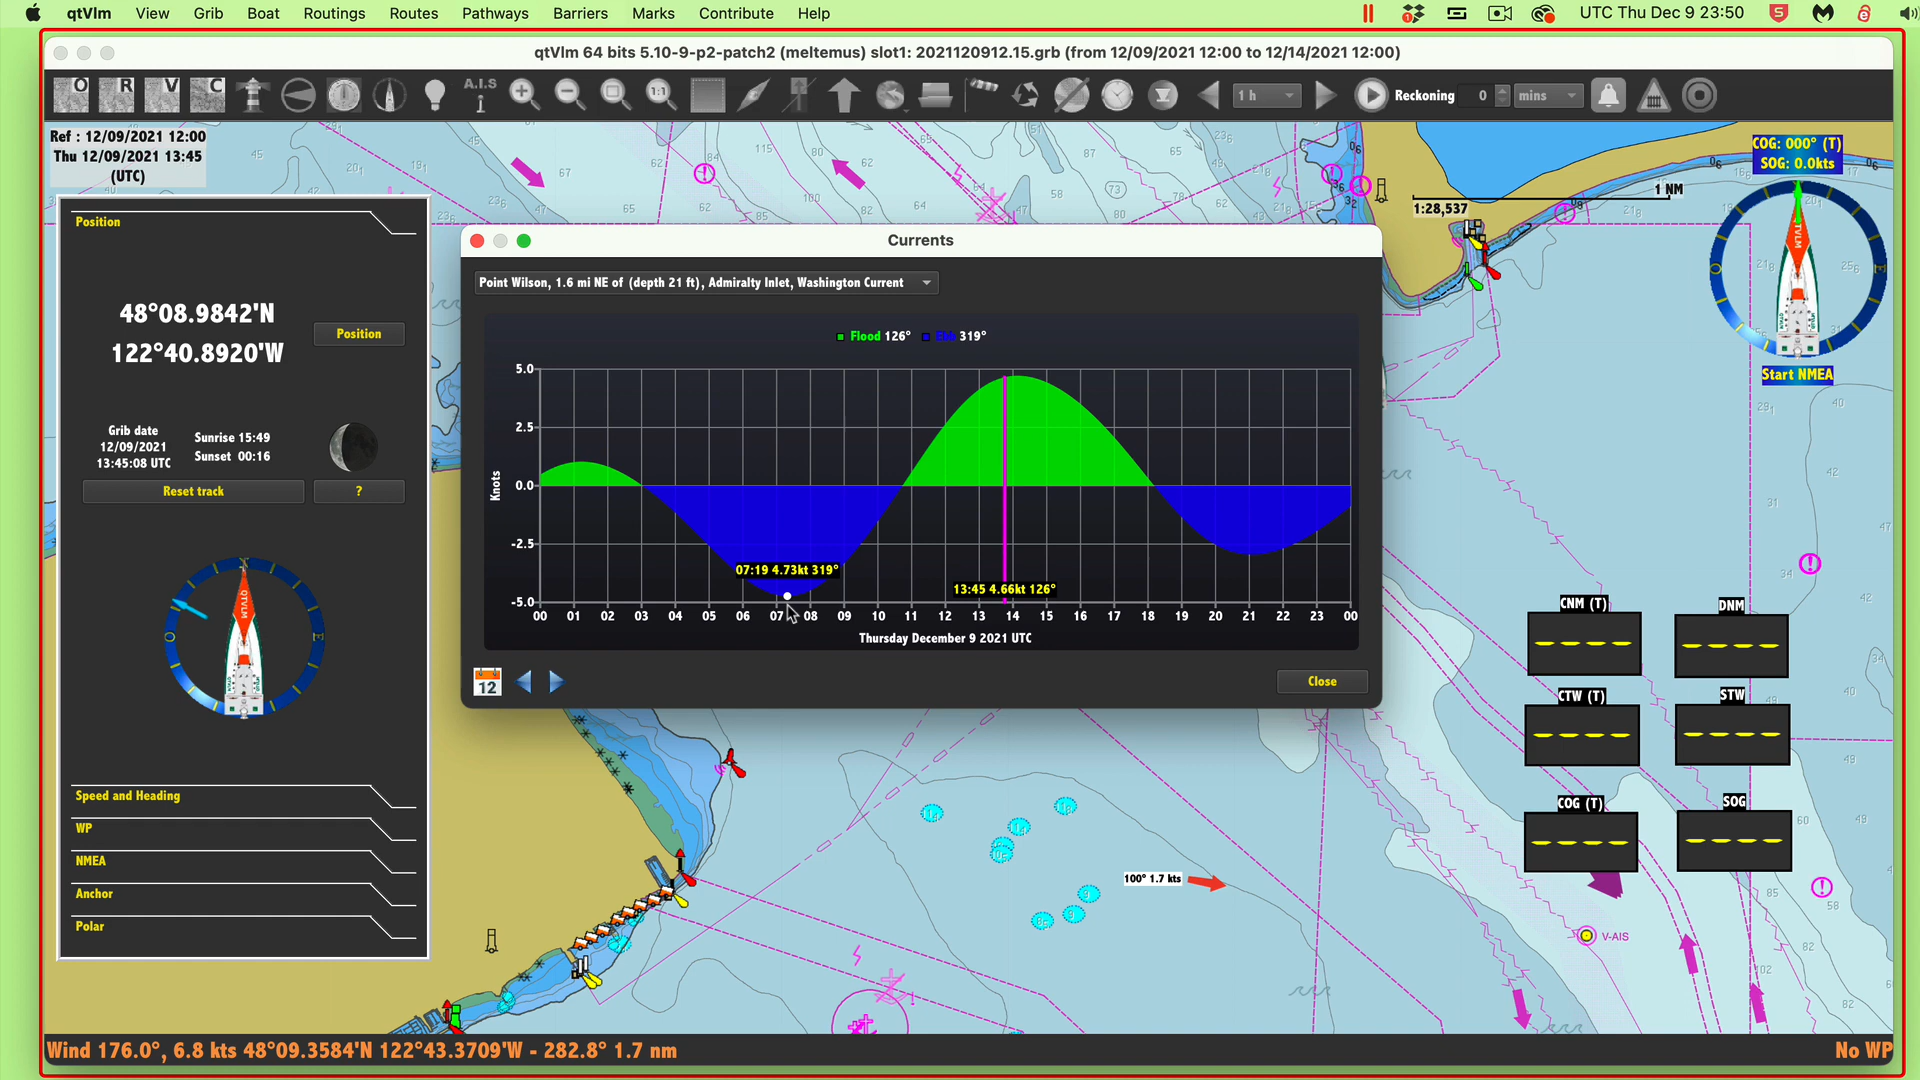 qtVlm View Grib Boat Routings Routes Pathways Barriers Marks Contribute Help UTC Thu Dec 9 23:50
qtVlm 64 bits 5.10-9-p2-patch2 (meltemus) slot1: 2021120912.15.grb (from 12/09/2021 12:00 to 12/14/2021 12:00)
O R V C A.I.S 1:1 1 h Reckoning 0 mins
Ref : 12/09/2021 12:00
Thu 12/09/2021 13:45
(UTC)
COG: 000° (T)
SOG: 0.0kts
1 NM
1:28,537
Start NMEA
Position
48°08.9842'N
122°40.8920'W
Position
Grib date
12/09/2021
13:45:08 UTC
Sunrise 15:49
Sunset 00:16
Reset track
?
Speed and Heading
WP
NMEA
Anchor
Polar
Currents
Point Wilson, 1.6 mi NE of (depth 21 ft), Admiralty Inlet, Washington Current
Flood 126° Ebb 319°
5.0
2.5
0.0
-2.5
-5.0
Knots
07:19 4.73kt 319°
13:45 4.66kt 126°
00 01 02 03 04 05 06 07 08 09 10 11 12 13 14 15 16 17 18 19 20 21 22 23 00
Thursday December 9 2021 UTC
12
Close
CNM (T)
DNM
CTW (T)
STW
COG (T)
SOG
100° 1.7 kts
V-AIS
Wind 176.0°, 6.8 kts 48°09.3584'N 122°43.3709'W - 282.8° 1.7 nm
No WP